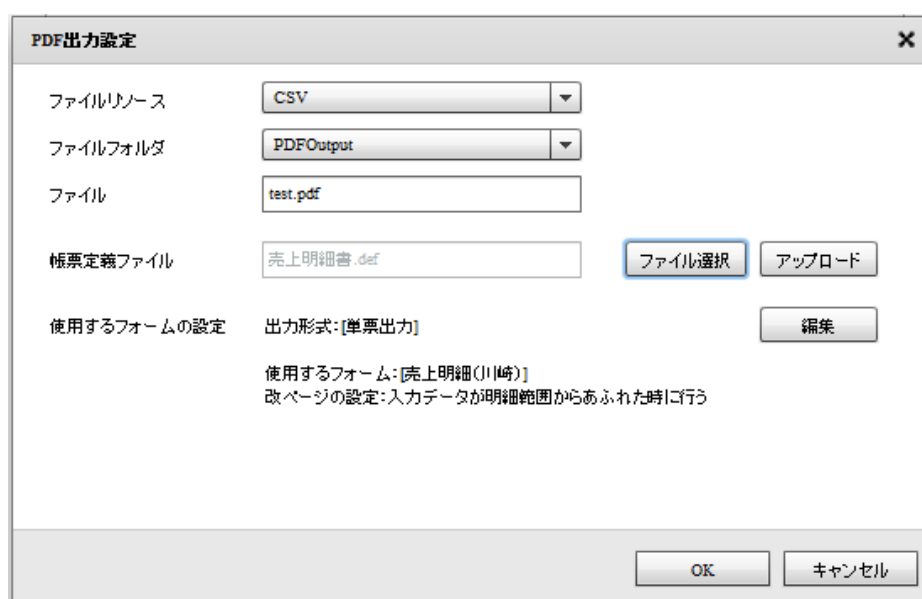 PDF出力設定
ファイルリソース CSV
ファイルフォルダ PDFOutput
ファイル test.pdf
帳票定義ファイル 売上明細書.def ファイル選択 アップロード
使用するフォームの設定 出力形式:[単票出力] 編集
使用するフォーム:[売上明細(川崎)]
改ページの設定:入力データが明細範囲からあふれた時に行う
OK キャンセル